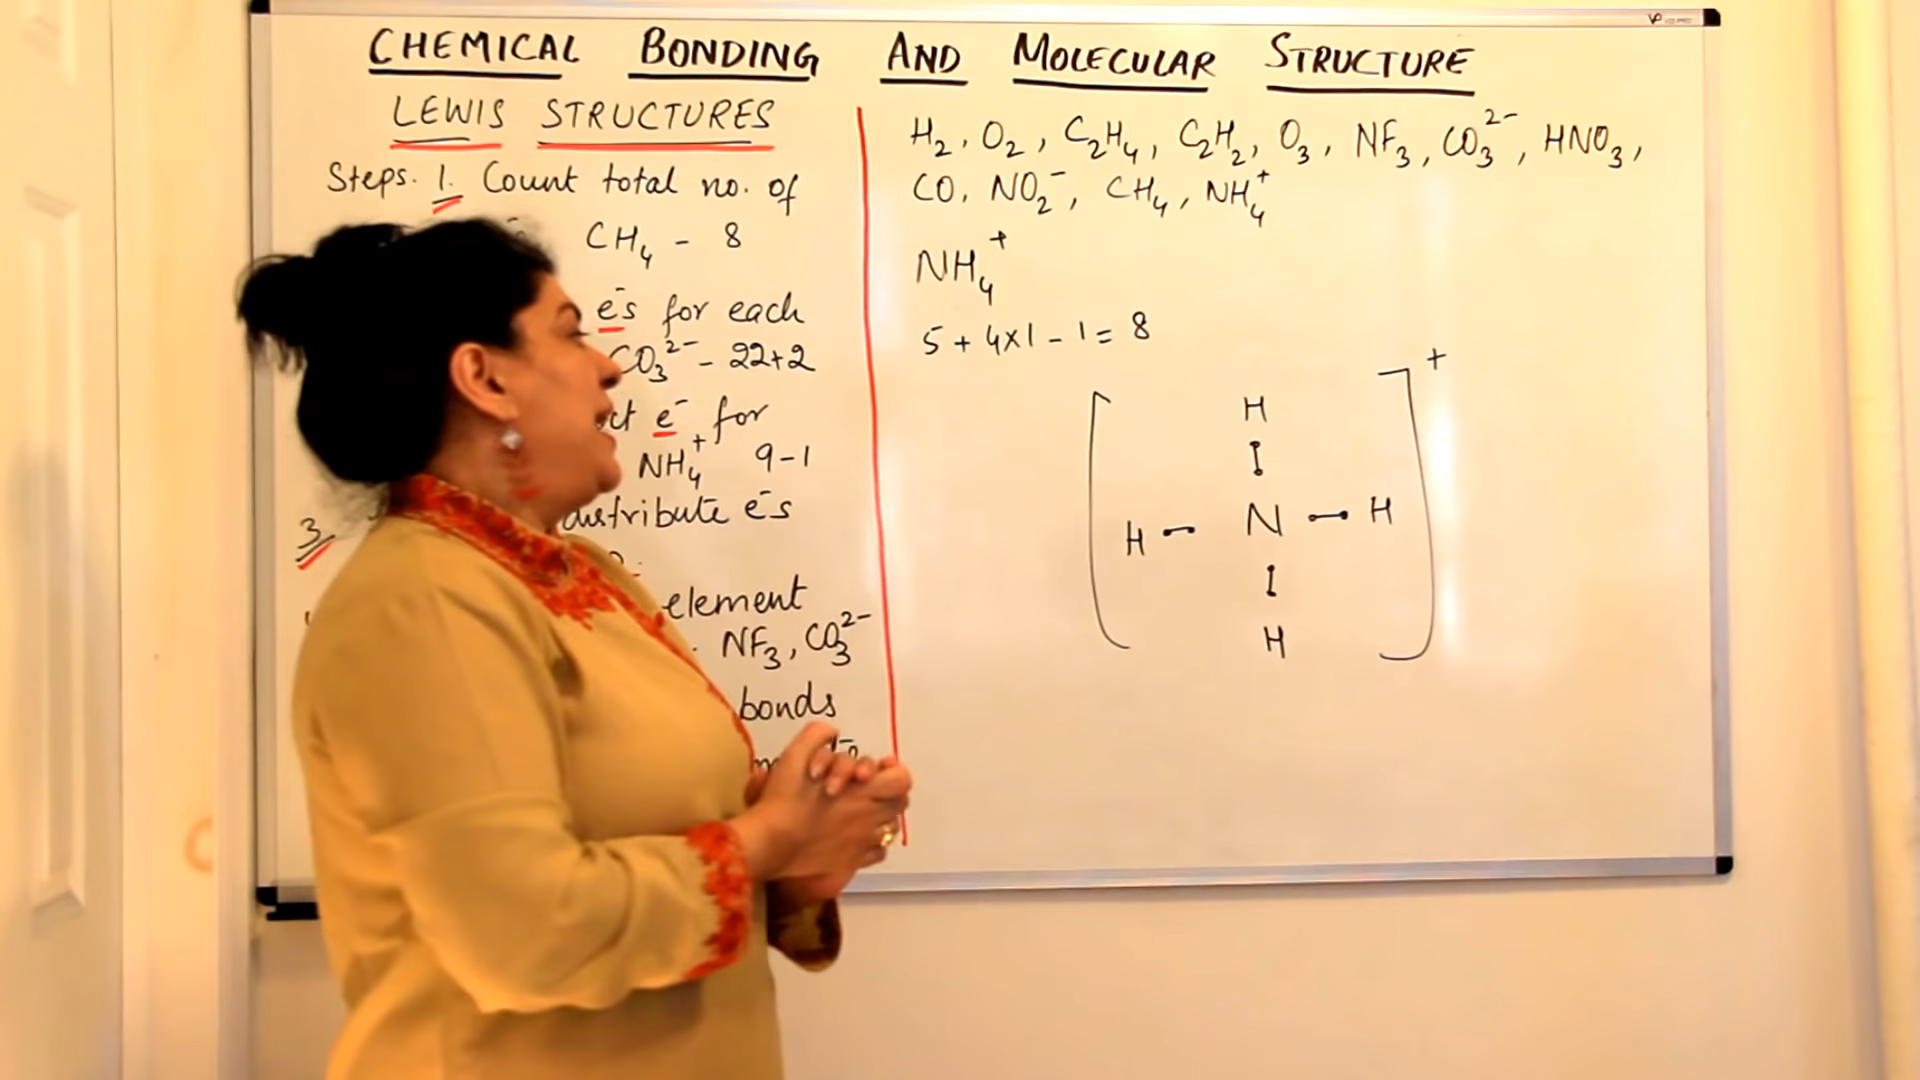 CHEMICAL BONDING AND MOLECULAR STRUCTURE
LEWIS STRUCTURES
Steps. 1. Count total no. of
CH₄ - 8
e⁻s for each
CO₃²⁻ - 22+2
e⁻ for
NH₄⁺ 9-1
3. distribute e⁻s
element
NF₃, CO₃²⁻
bonds
H₂, O₂, C₂H₄, C₂H₂, O₃, NF₃, CO₃²⁻, HNO₃,
CO, NO₂⁻, CH₄, NH₄⁺
NH₄⁺
5 + 4×1 - 1 = 8
+
H
H - N - H
H